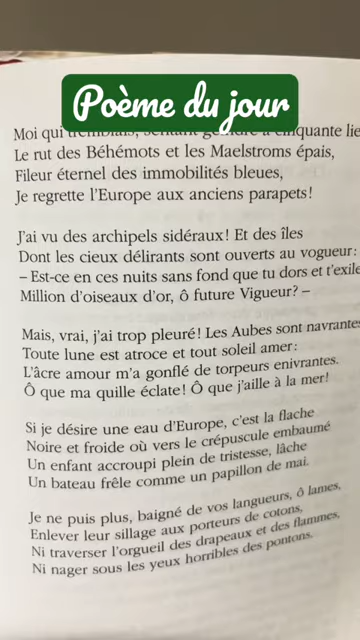 Poème du jour
Moi qui tremblais, sentant geindre à cinquante lie
Le rut des Béhémots et les Maelstroms épais,
Fileur éternel des immobilités bleues,
Je regrette l'Europe aux anciens parapets!
J'ai vu des archipels sidéraux! Et des îles
Dont les cieux délirants sont ouverts au vogueur:
– Est-ce en ces nuits sans fond que tu dors et t'exile
Million d'oiseaux d'or, ô future Vigueur? –
Mais, vrai, j'ai trop pleuré! Les Aubes sont navrantes
Toute lune est atroce et tout soleil amer:
L'âcre amour m'a gonflé de torpeurs enivrantes.
Ô que ma quille éclate! Ô que j'aille à la mer!
Si je désire une eau d'Europe, c'est la flache
Noire et froide où vers le crépuscule embaumé
Un enfant accroupi plein de tristesse, lâche
Un bateau frêle comme un papillon de mai.
Je ne puis plus, baigné de vos langueurs, ô lames,
Enlever leur sillage aux porteurs de cotons,
Ni traverser l'orgueil des drapeaux et des flammes,
Ni nager sous les yeux horribles des pontons.